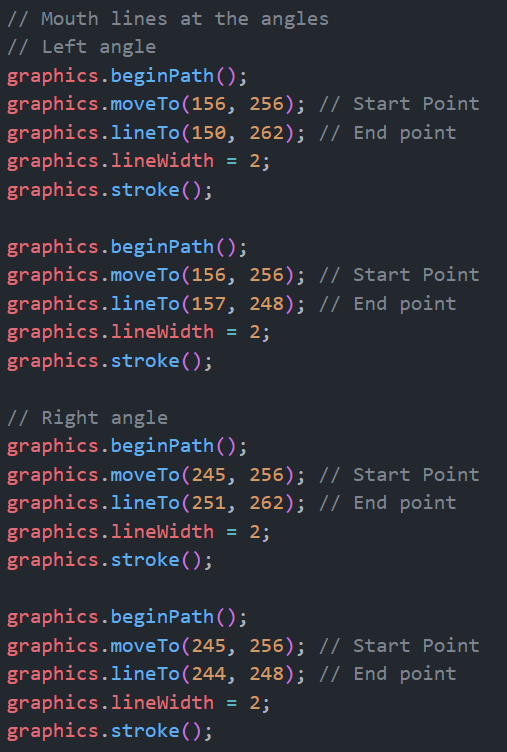 // Mouth lines at the angles
// Left angle
graphics.beginPath();
graphics.moveTo(156, 256); // Start Point
graphics.lineTo(150, 262); // End point
graphics.lineWidth = 2;
graphics.stroke();

graphics.beginPath();
graphics.moveTo(156, 256); // Start Point
graphics.lineTo(157, 248); // End point
graphics.lineWidth = 2;
graphics.stroke();

// Right angle
graphics.beginPath();
graphics.moveTo(245, 256); // Start Point
graphics.lineTo(251, 262); // End point
graphics.lineWidth = 2;
graphics.stroke();

graphics.beginPath();
graphics.moveTo(245, 256); // Start Point
graphics.lineTo(244, 248); // End point
graphics.lineWidth = 2;
graphics.stroke();